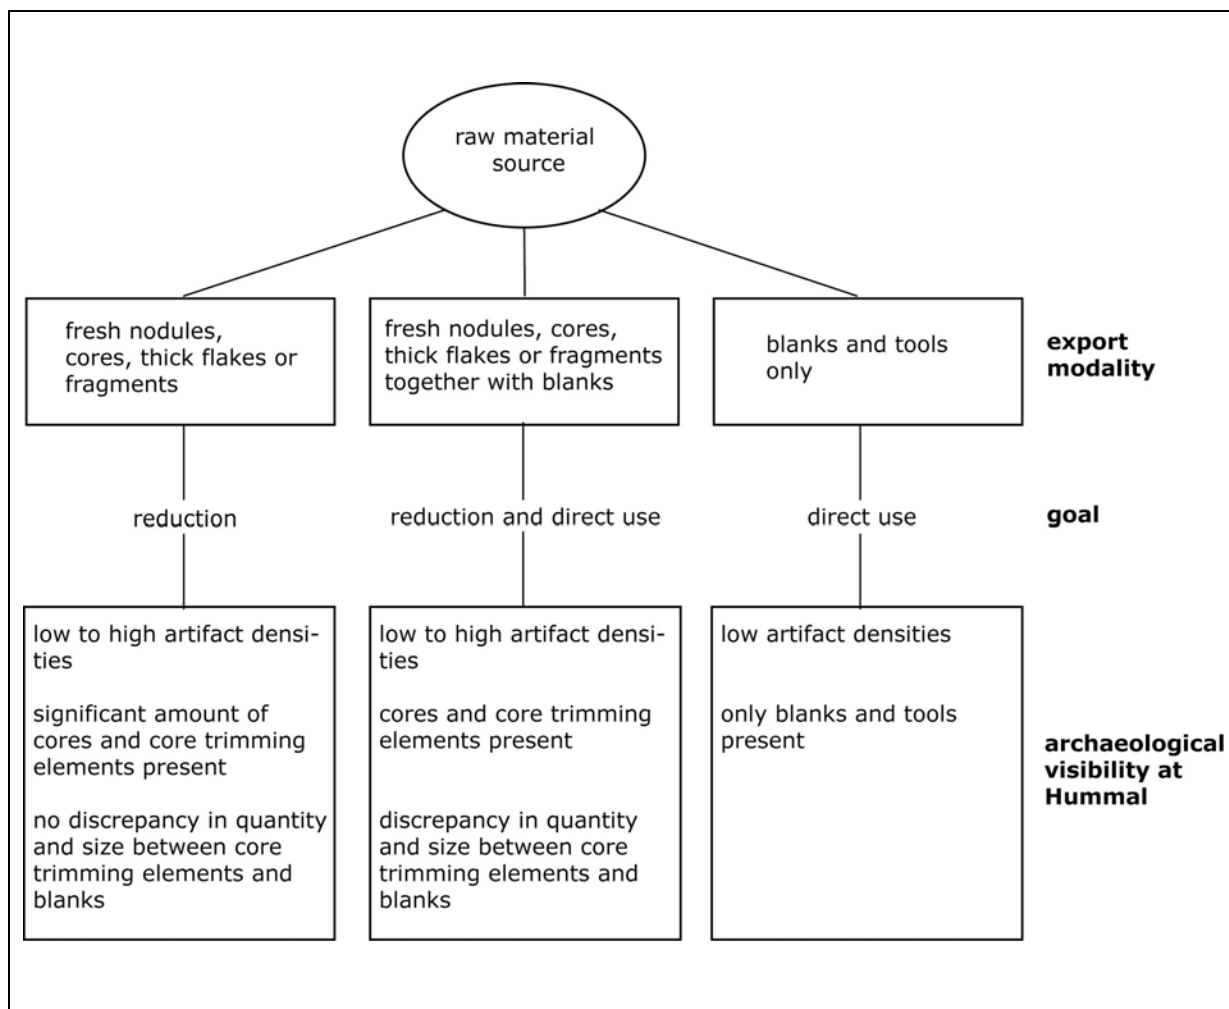 raw material
source
fresh nodules,
cores, thick flakes or
fragments
fresh nodules, cores,
thick flakes or fragments
together with blanks
blanks and tools
only
export
modality
reduction
reduction and direct use
direct use
goal
low to high artifact densi-
ties
significant amount of
cores and core trimming
elements present
no discrepancy in quantity
and size between core
trimming elements and
blanks
low to high artifact densi-
ties
cores and core trimming
elements present
discrepancy in quantity
and size between core
trimming elements and
blanks
low artifact densities
only blanks and tools
present
archaeological
visibility at
Hummal